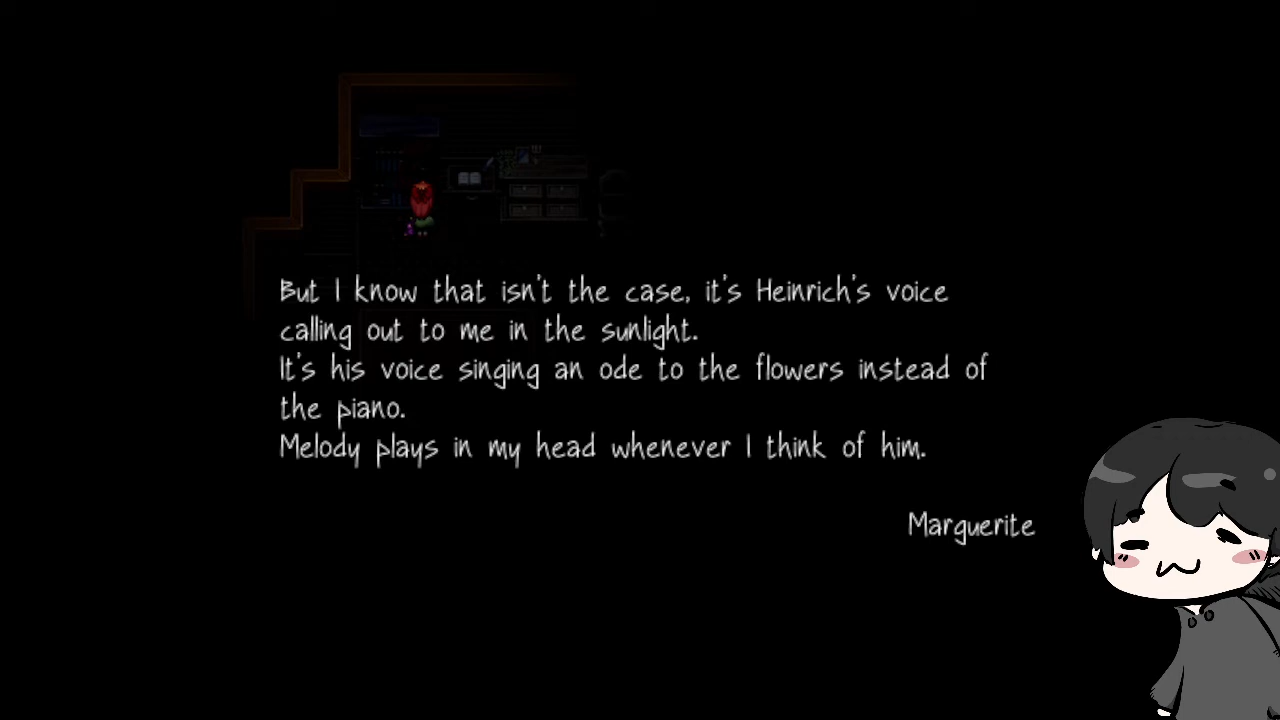 But I know that isn't the case, it's Heinrich's voice
calling out to me in the sunlight.
It's his voice singing an ode to the flowers instead of
the piano.
Melody plays in my head whenever I think of him.
Marguerite